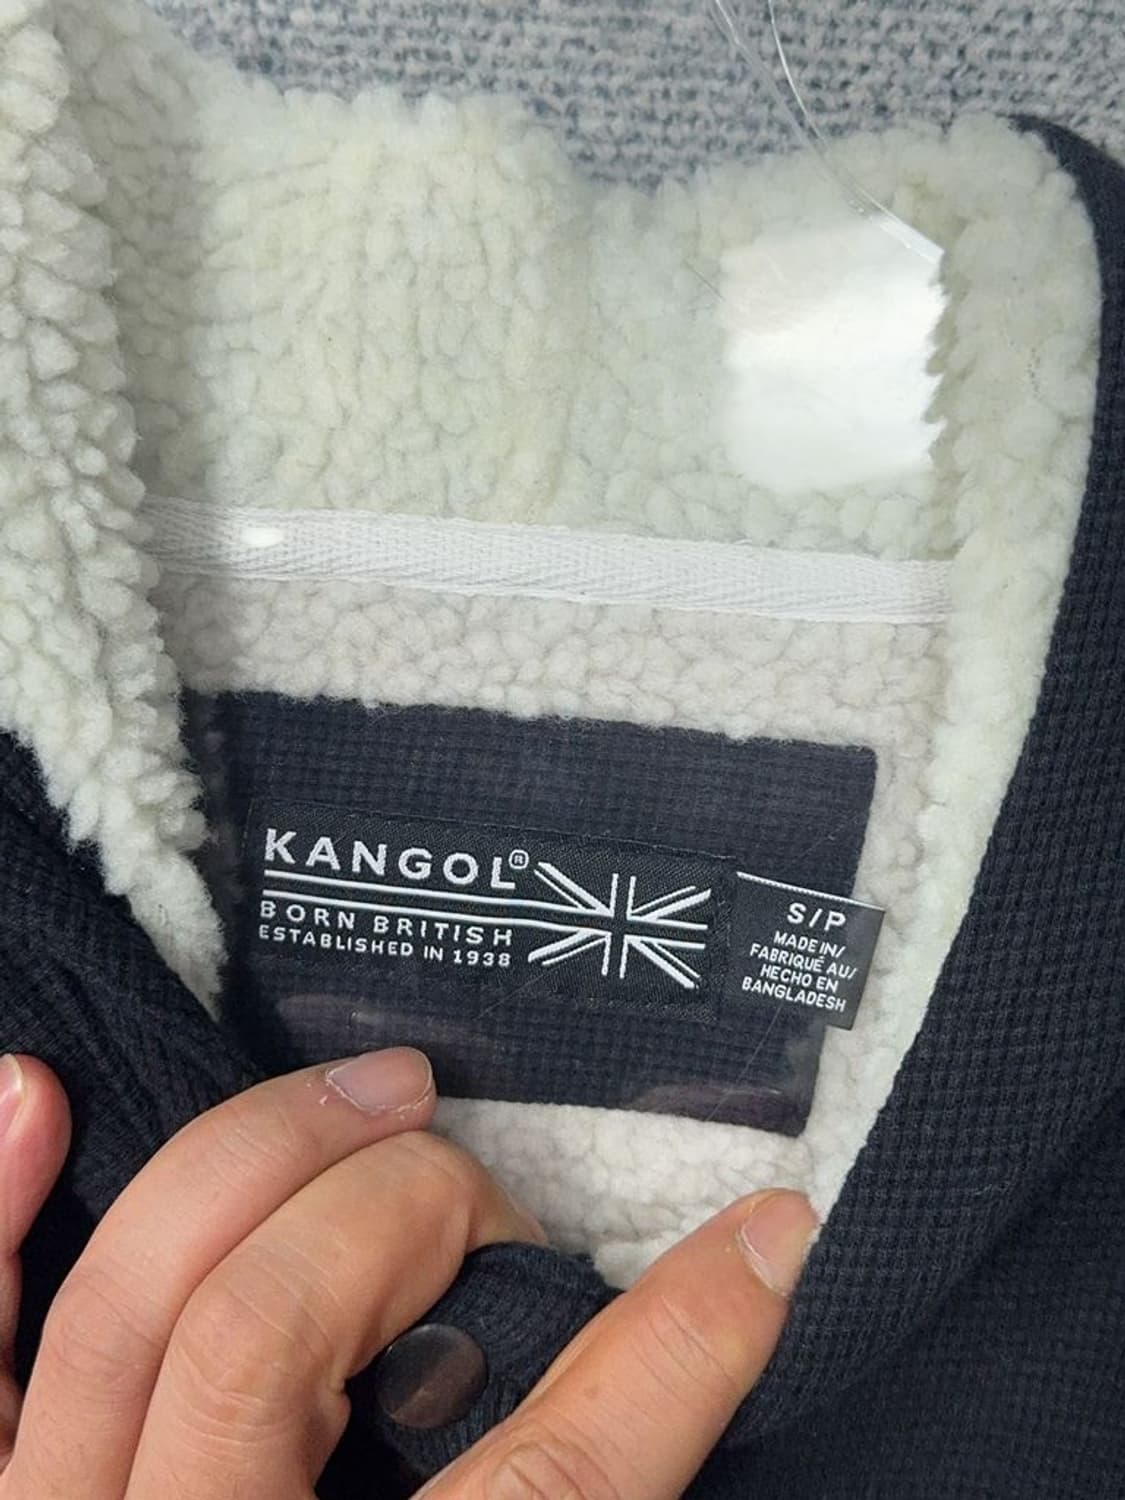 KANGOL®
BORN BRITISH
ESTABLISHED IN 1938
S/P
MADE IN/
FABRIQUÉ AU/
HECHO EN
BANGLADESH